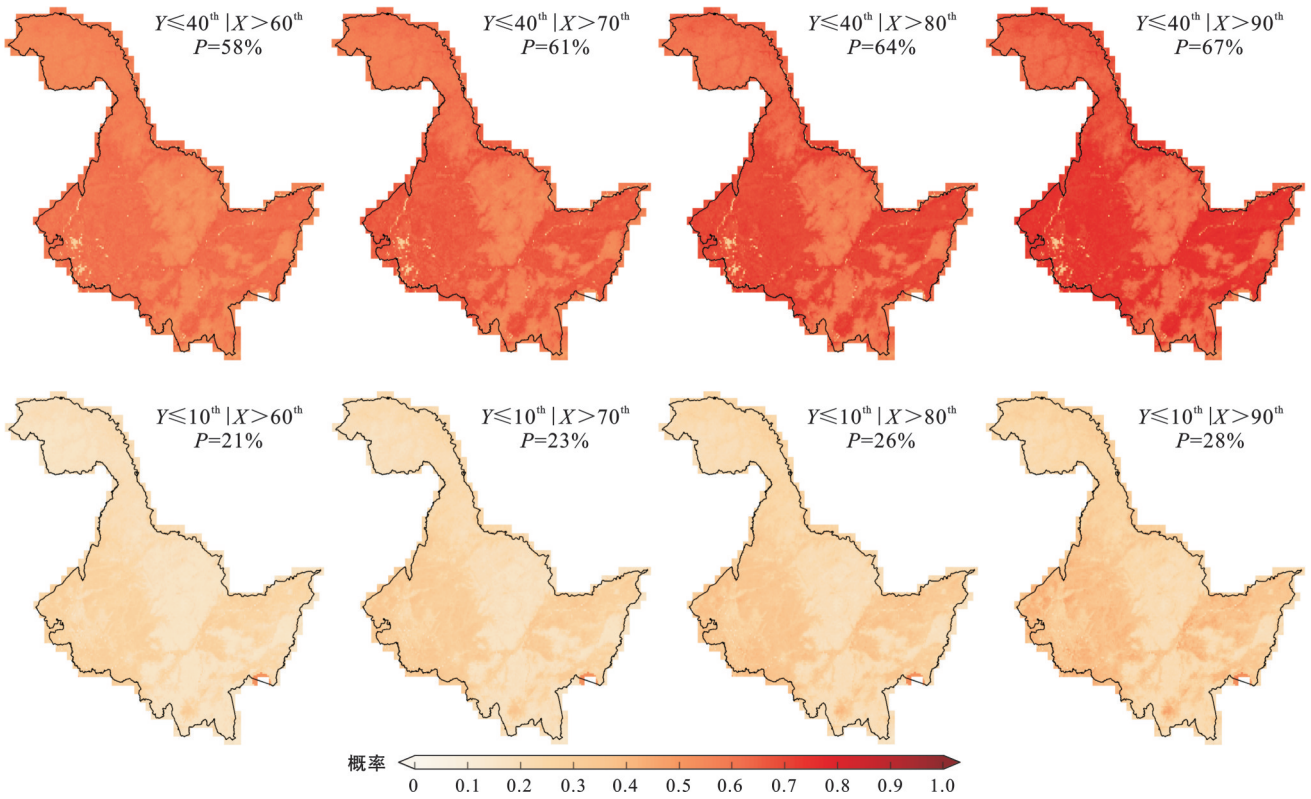 Y≤40th|X>60th
P=58%
Y≤40th|X>70th
P=61%
Y≤40th|X>80th
P=64%
Y≤40th|X>90th
P=67%
Y≤10th|X>60th
P=21%
Y≤10th|X>70th
P=23%
Y≤10th|X>80th
P=26%
Y≤10th|X>90th
P=28%
概率
0 0.1 0.2 0.3 0.4 0.5 0.6 0.7 0.8 0.9 1.0